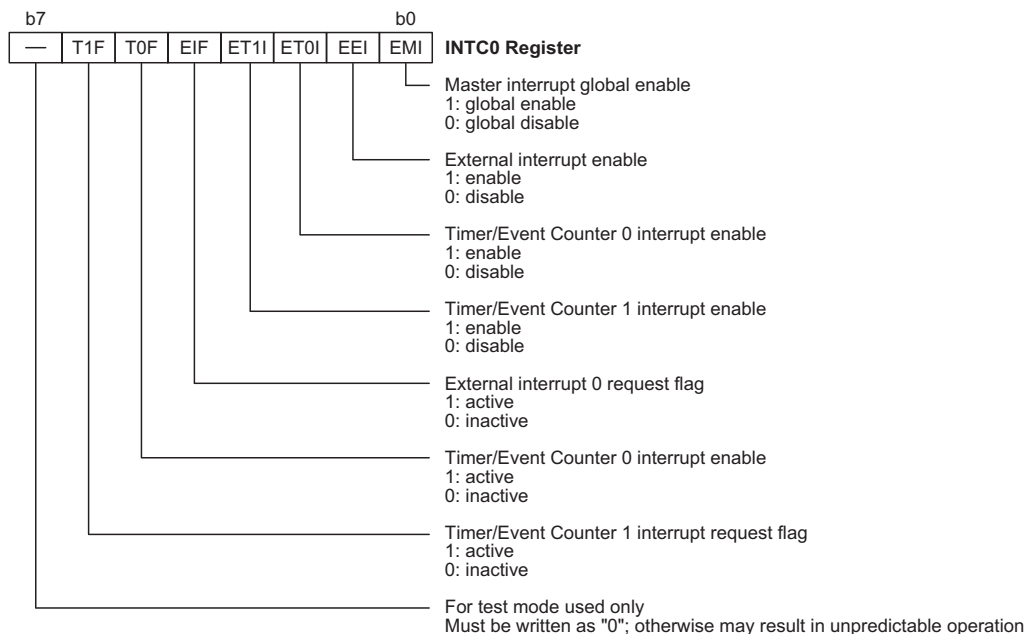 b7 b0
— T1F T0F EIF ET1I ET0I EEI EMI INTC0 Register
Master interrupt global enable
1: global enable
0: global disable
External interrupt enable
1: enable
0: disable
Timer/Event Counter 0 interrupt enable
1: enable
0: disable
Timer/Event Counter 1 interrupt enable
1: enable
0: disable
External interrupt 0 request flag
1: active
0: inactive
Timer/Event Counter 0 interrupt enable
1: active
0: inactive
Timer/Event Counter 1 interrupt request flag
1: active
0: inactive
For test mode used only
Must be written as "0"; otherwise may result in unpredictable operation